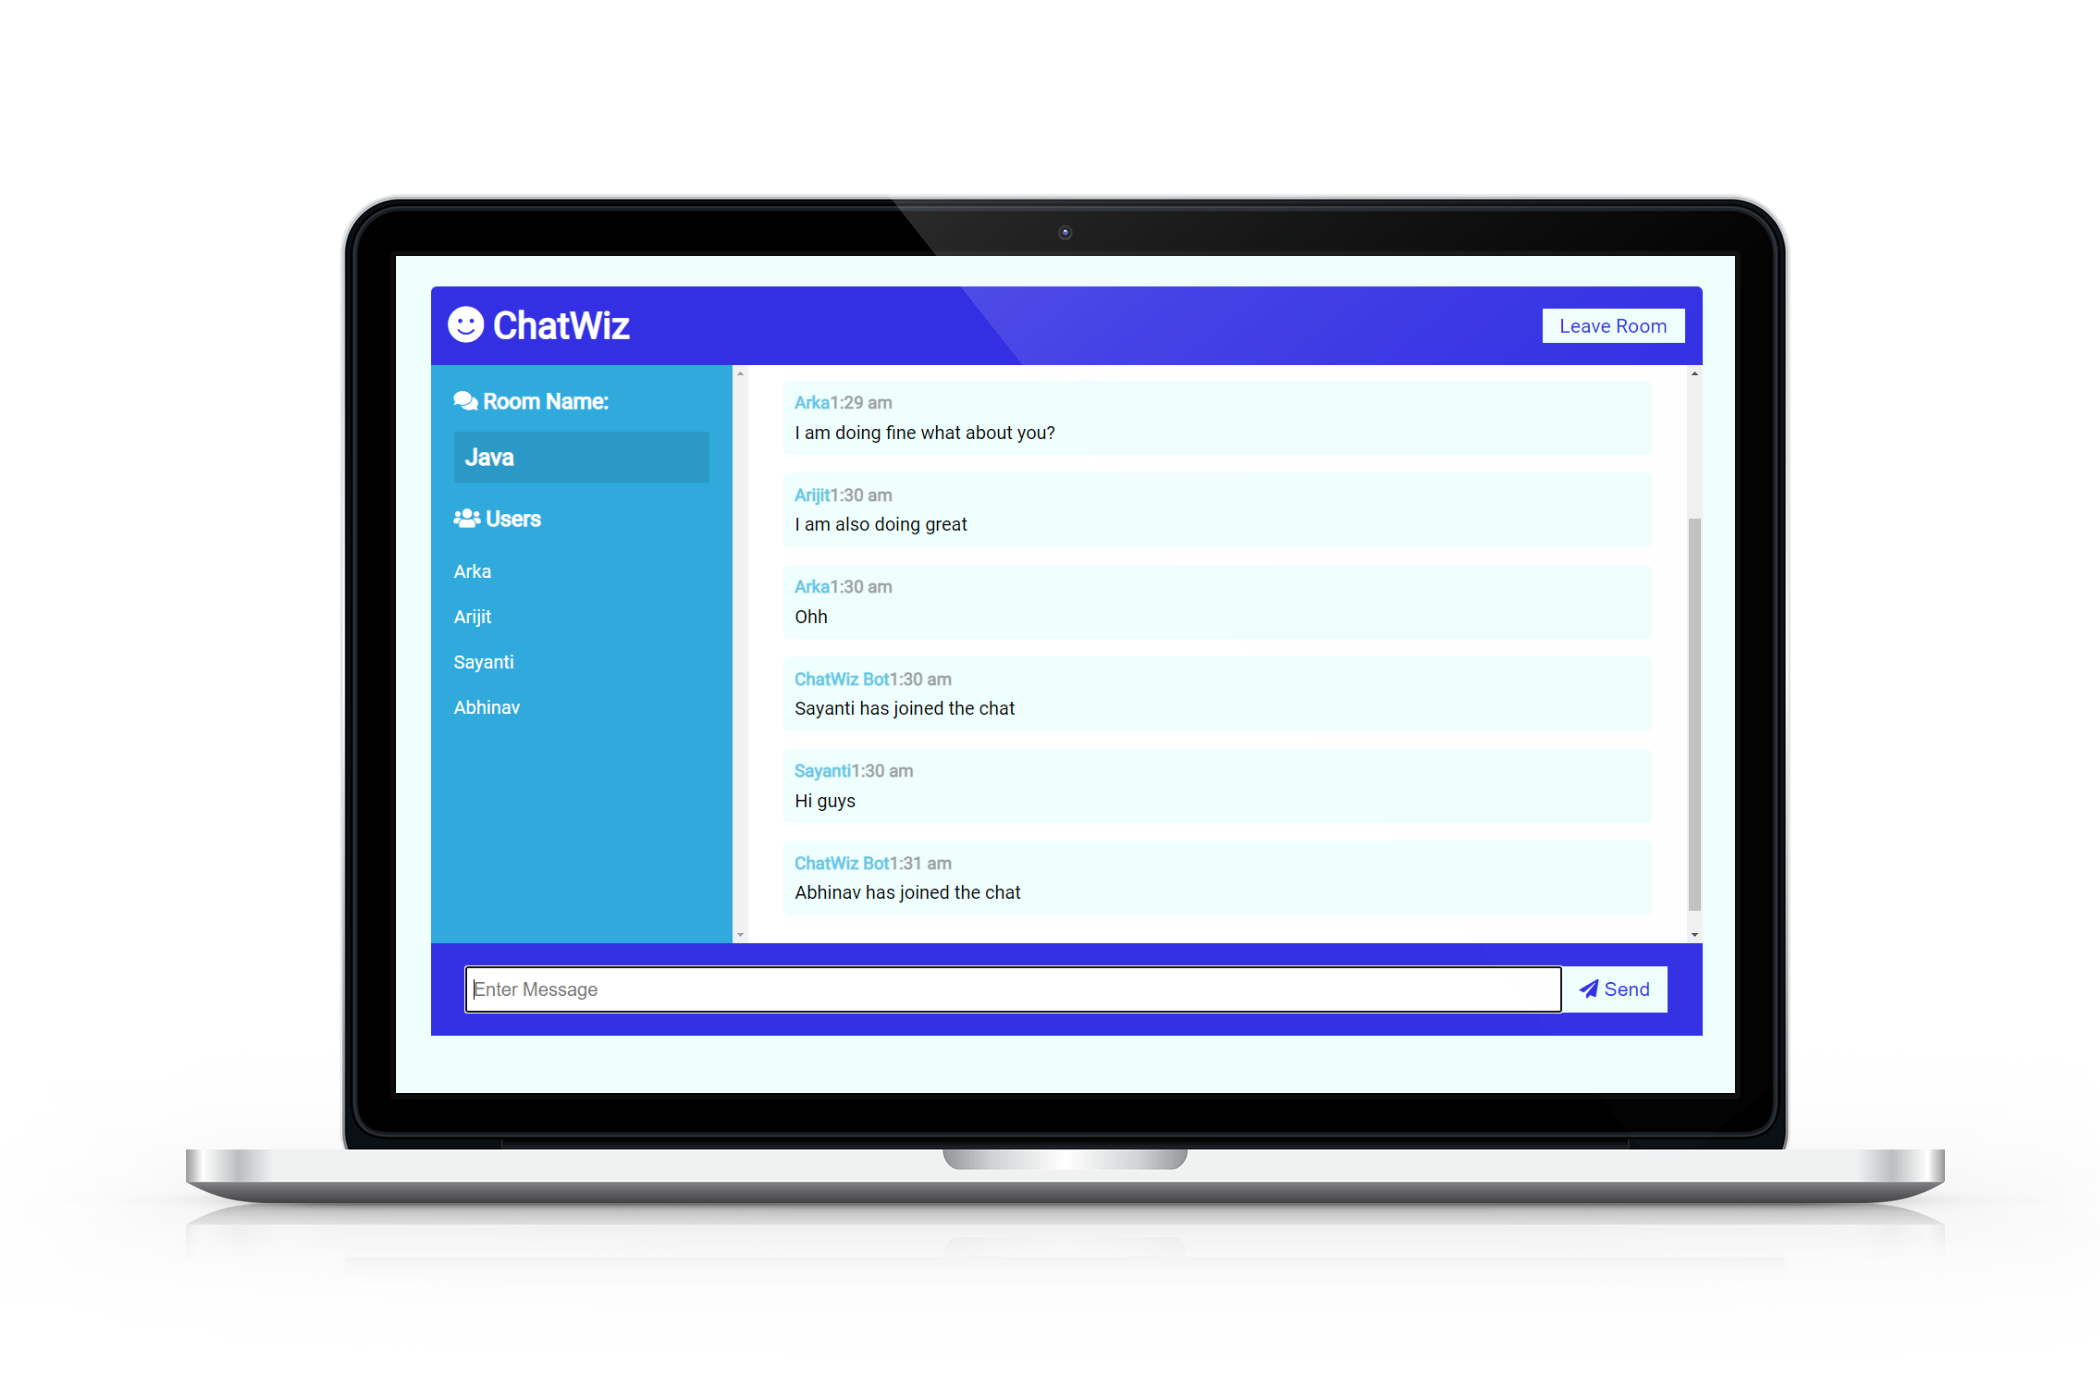 ChatWiz
Leave Room
Room Name:
Java
Users
Arka
Arijit
Sayanti
Abhinav
Arka1:29 am
I am doing fine what about you?
Arijit1:30 am
I am also doing great
Arka1:30 am
Ohh
ChatWiz Bot1:30 am
Sayanti has joined the chat
Sayanti1:30 am
Hi guys
ChatWiz Bot1:31 am
Abhinav has joined the chat
Enter Message
Send